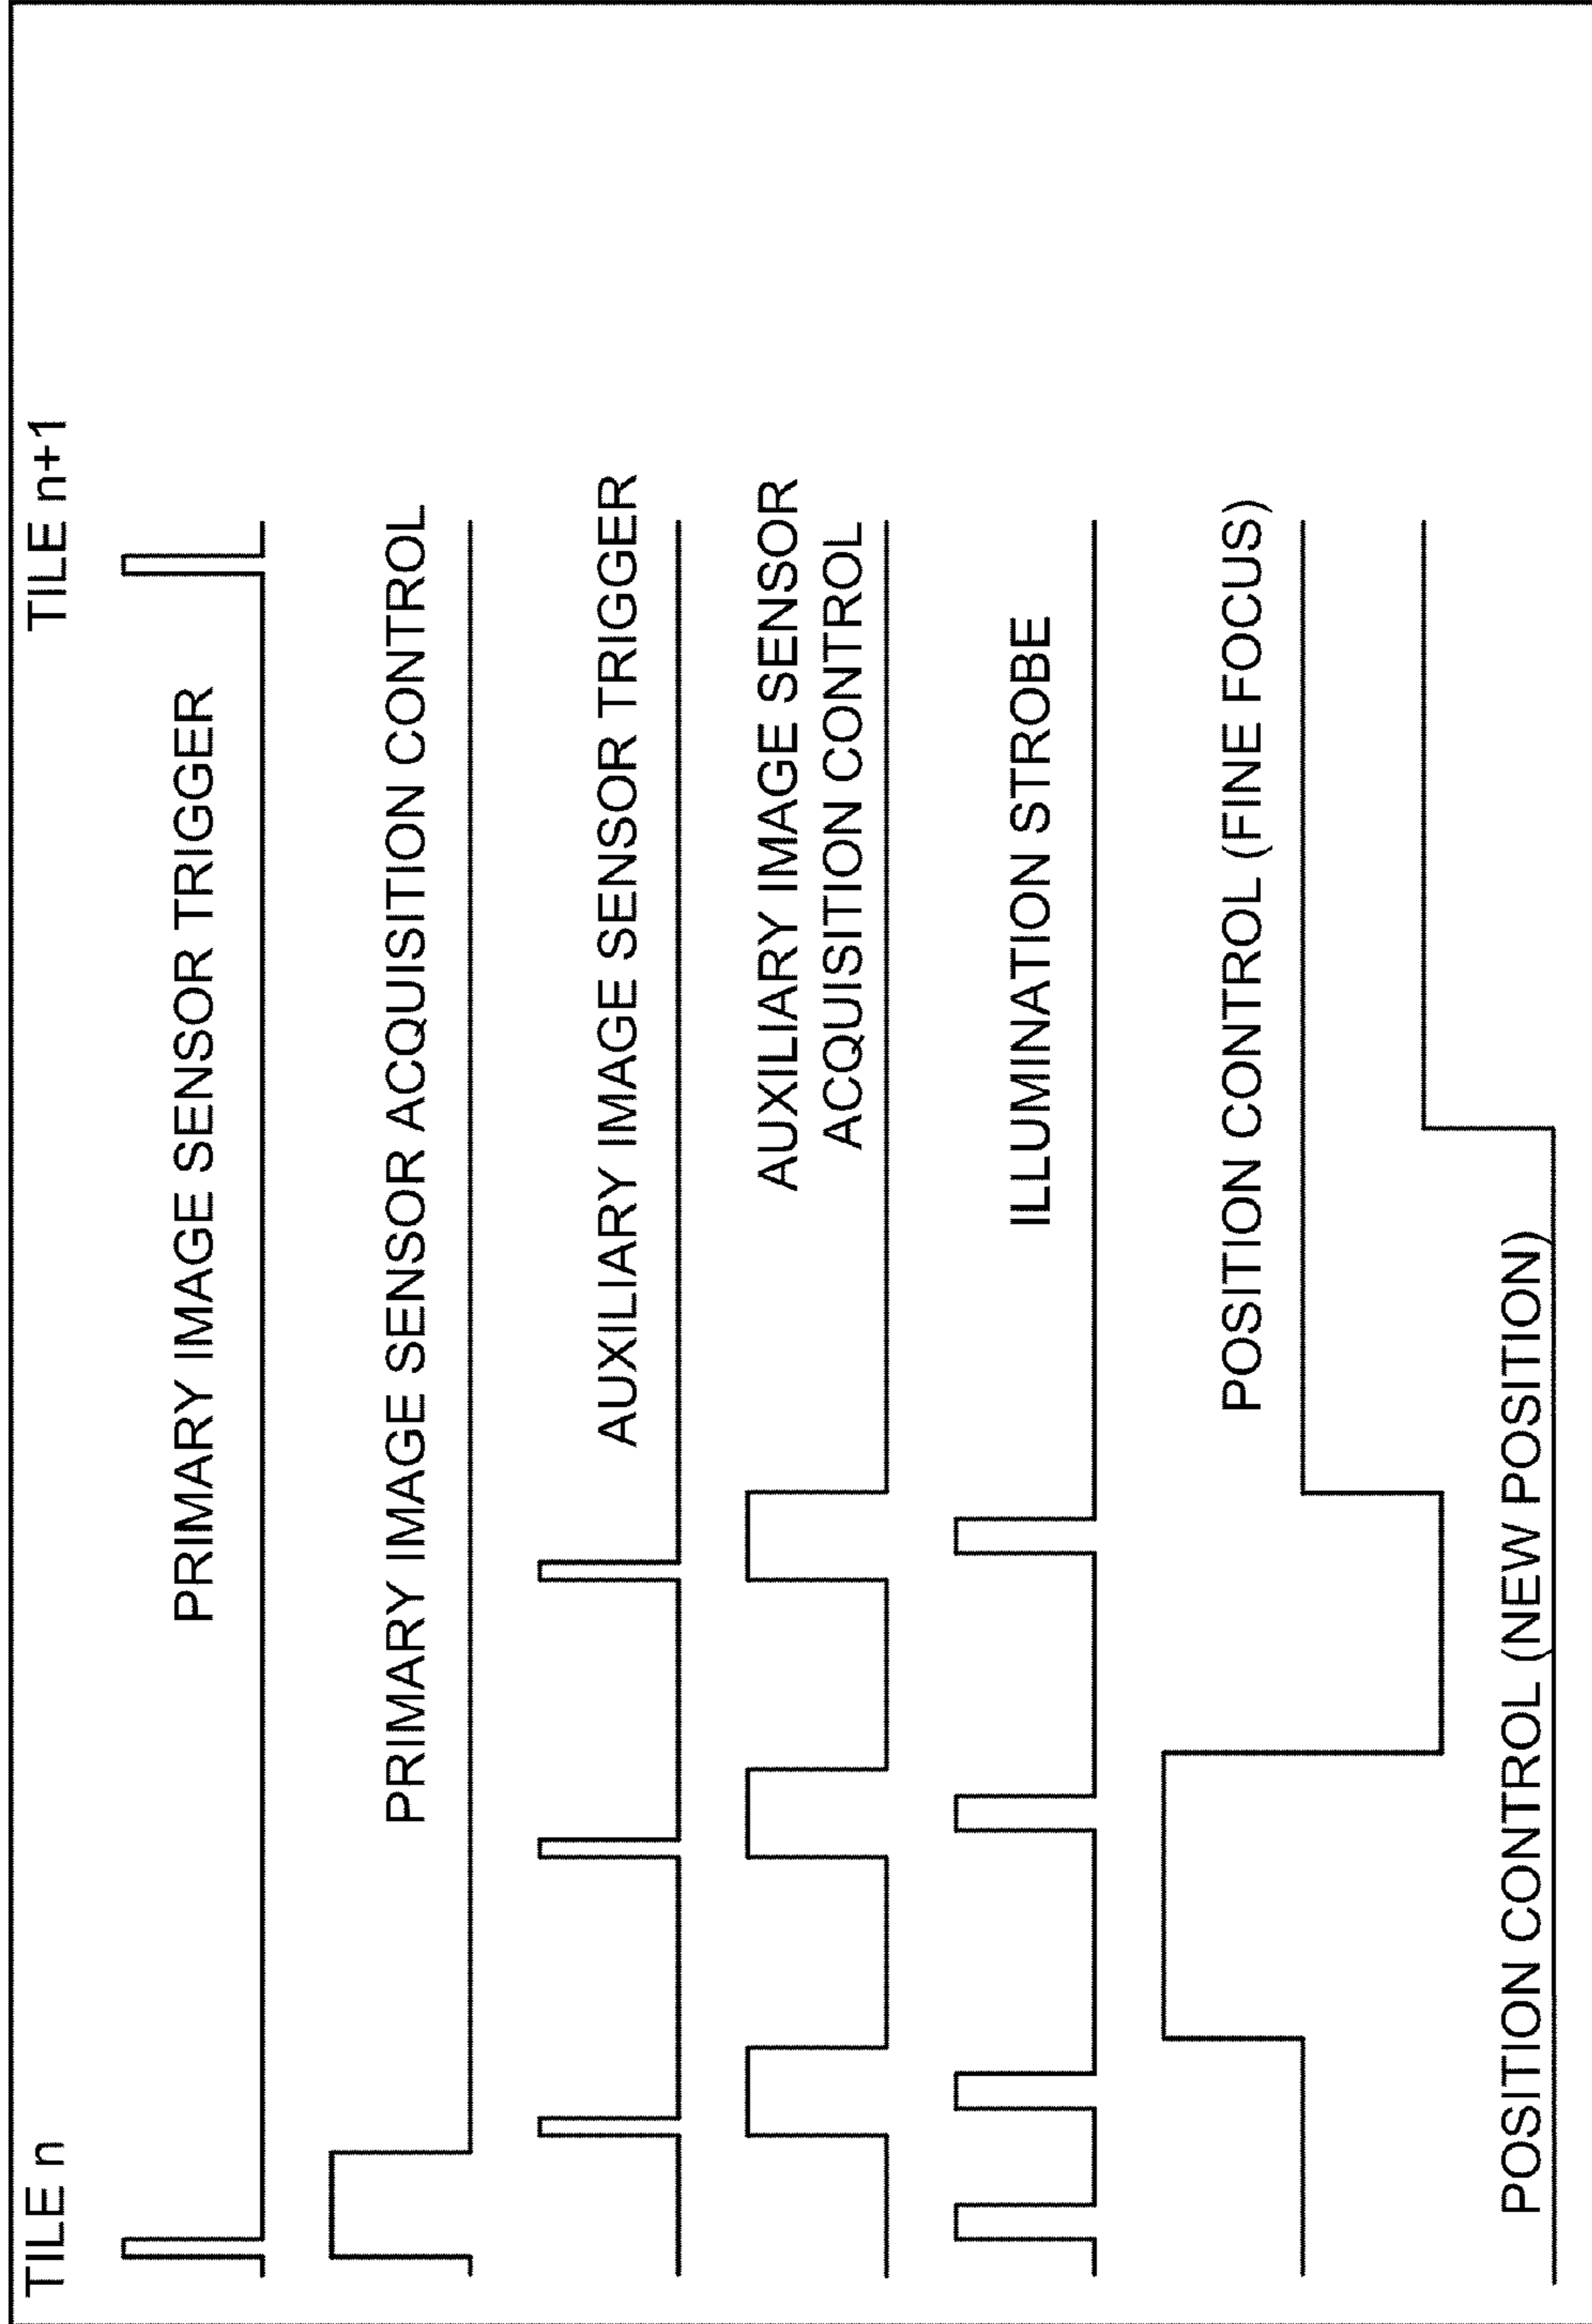 TILE n
TILE n+1
PRIMARY IMAGE SENSOR TRIGGER
PRIMARY IMAGE SENSOR ACQUISITION CONTROL
AUXILIARY IMAGE SENSOR TRIGGER
AUXILIARY IMAGE SENSOR
ACQUISITION CONTROL
ILLUMINATION STROBE
POSITION CONTROL (FINE FOCUS)
POSITION CONTROL (NEW POSITION)